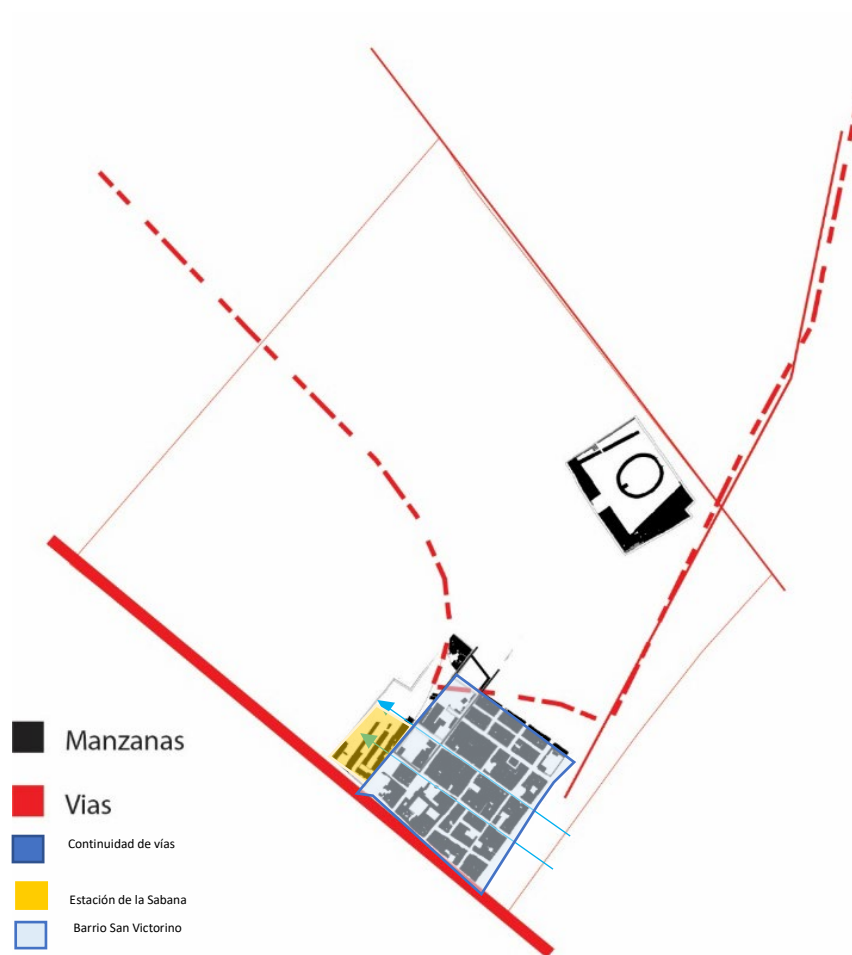 Manzanas
Vias
Continuidad de vías
Estación de la Sabana
Barrio San Victorino